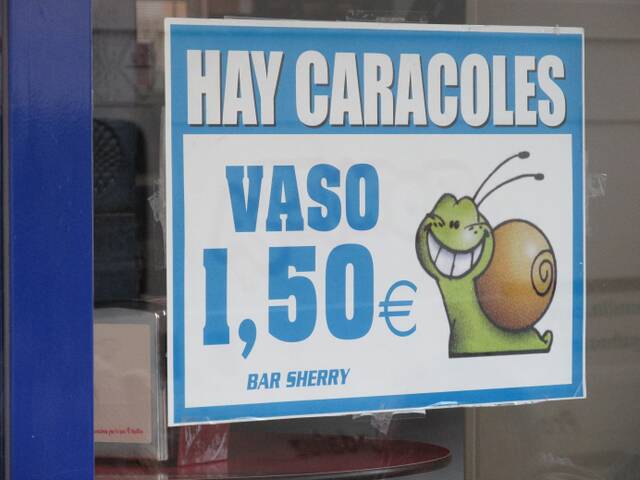 HAY CARACOLES
VASO
1,50€
BAR SHERRY